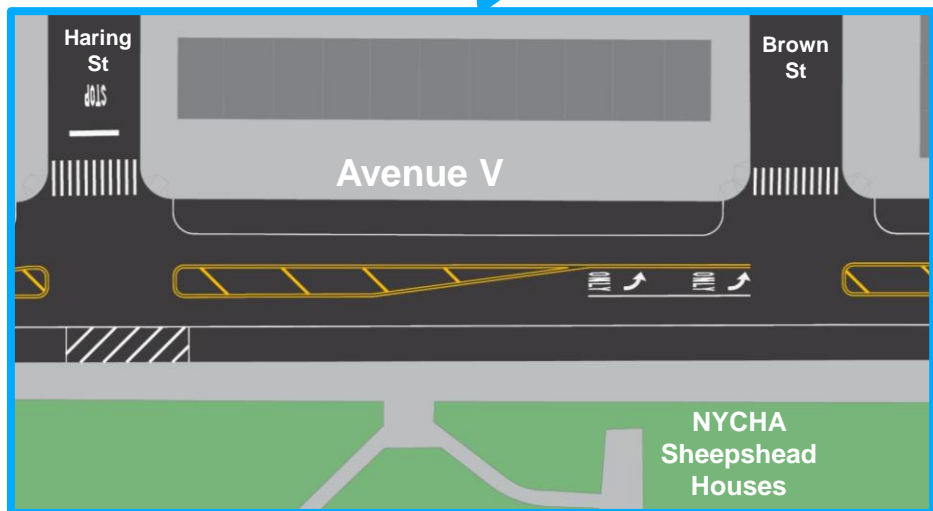 Haring
St
STOP
Brown
St
Avenue V
ONLY
ONLY
NYCHA
Sheepshead
Houses